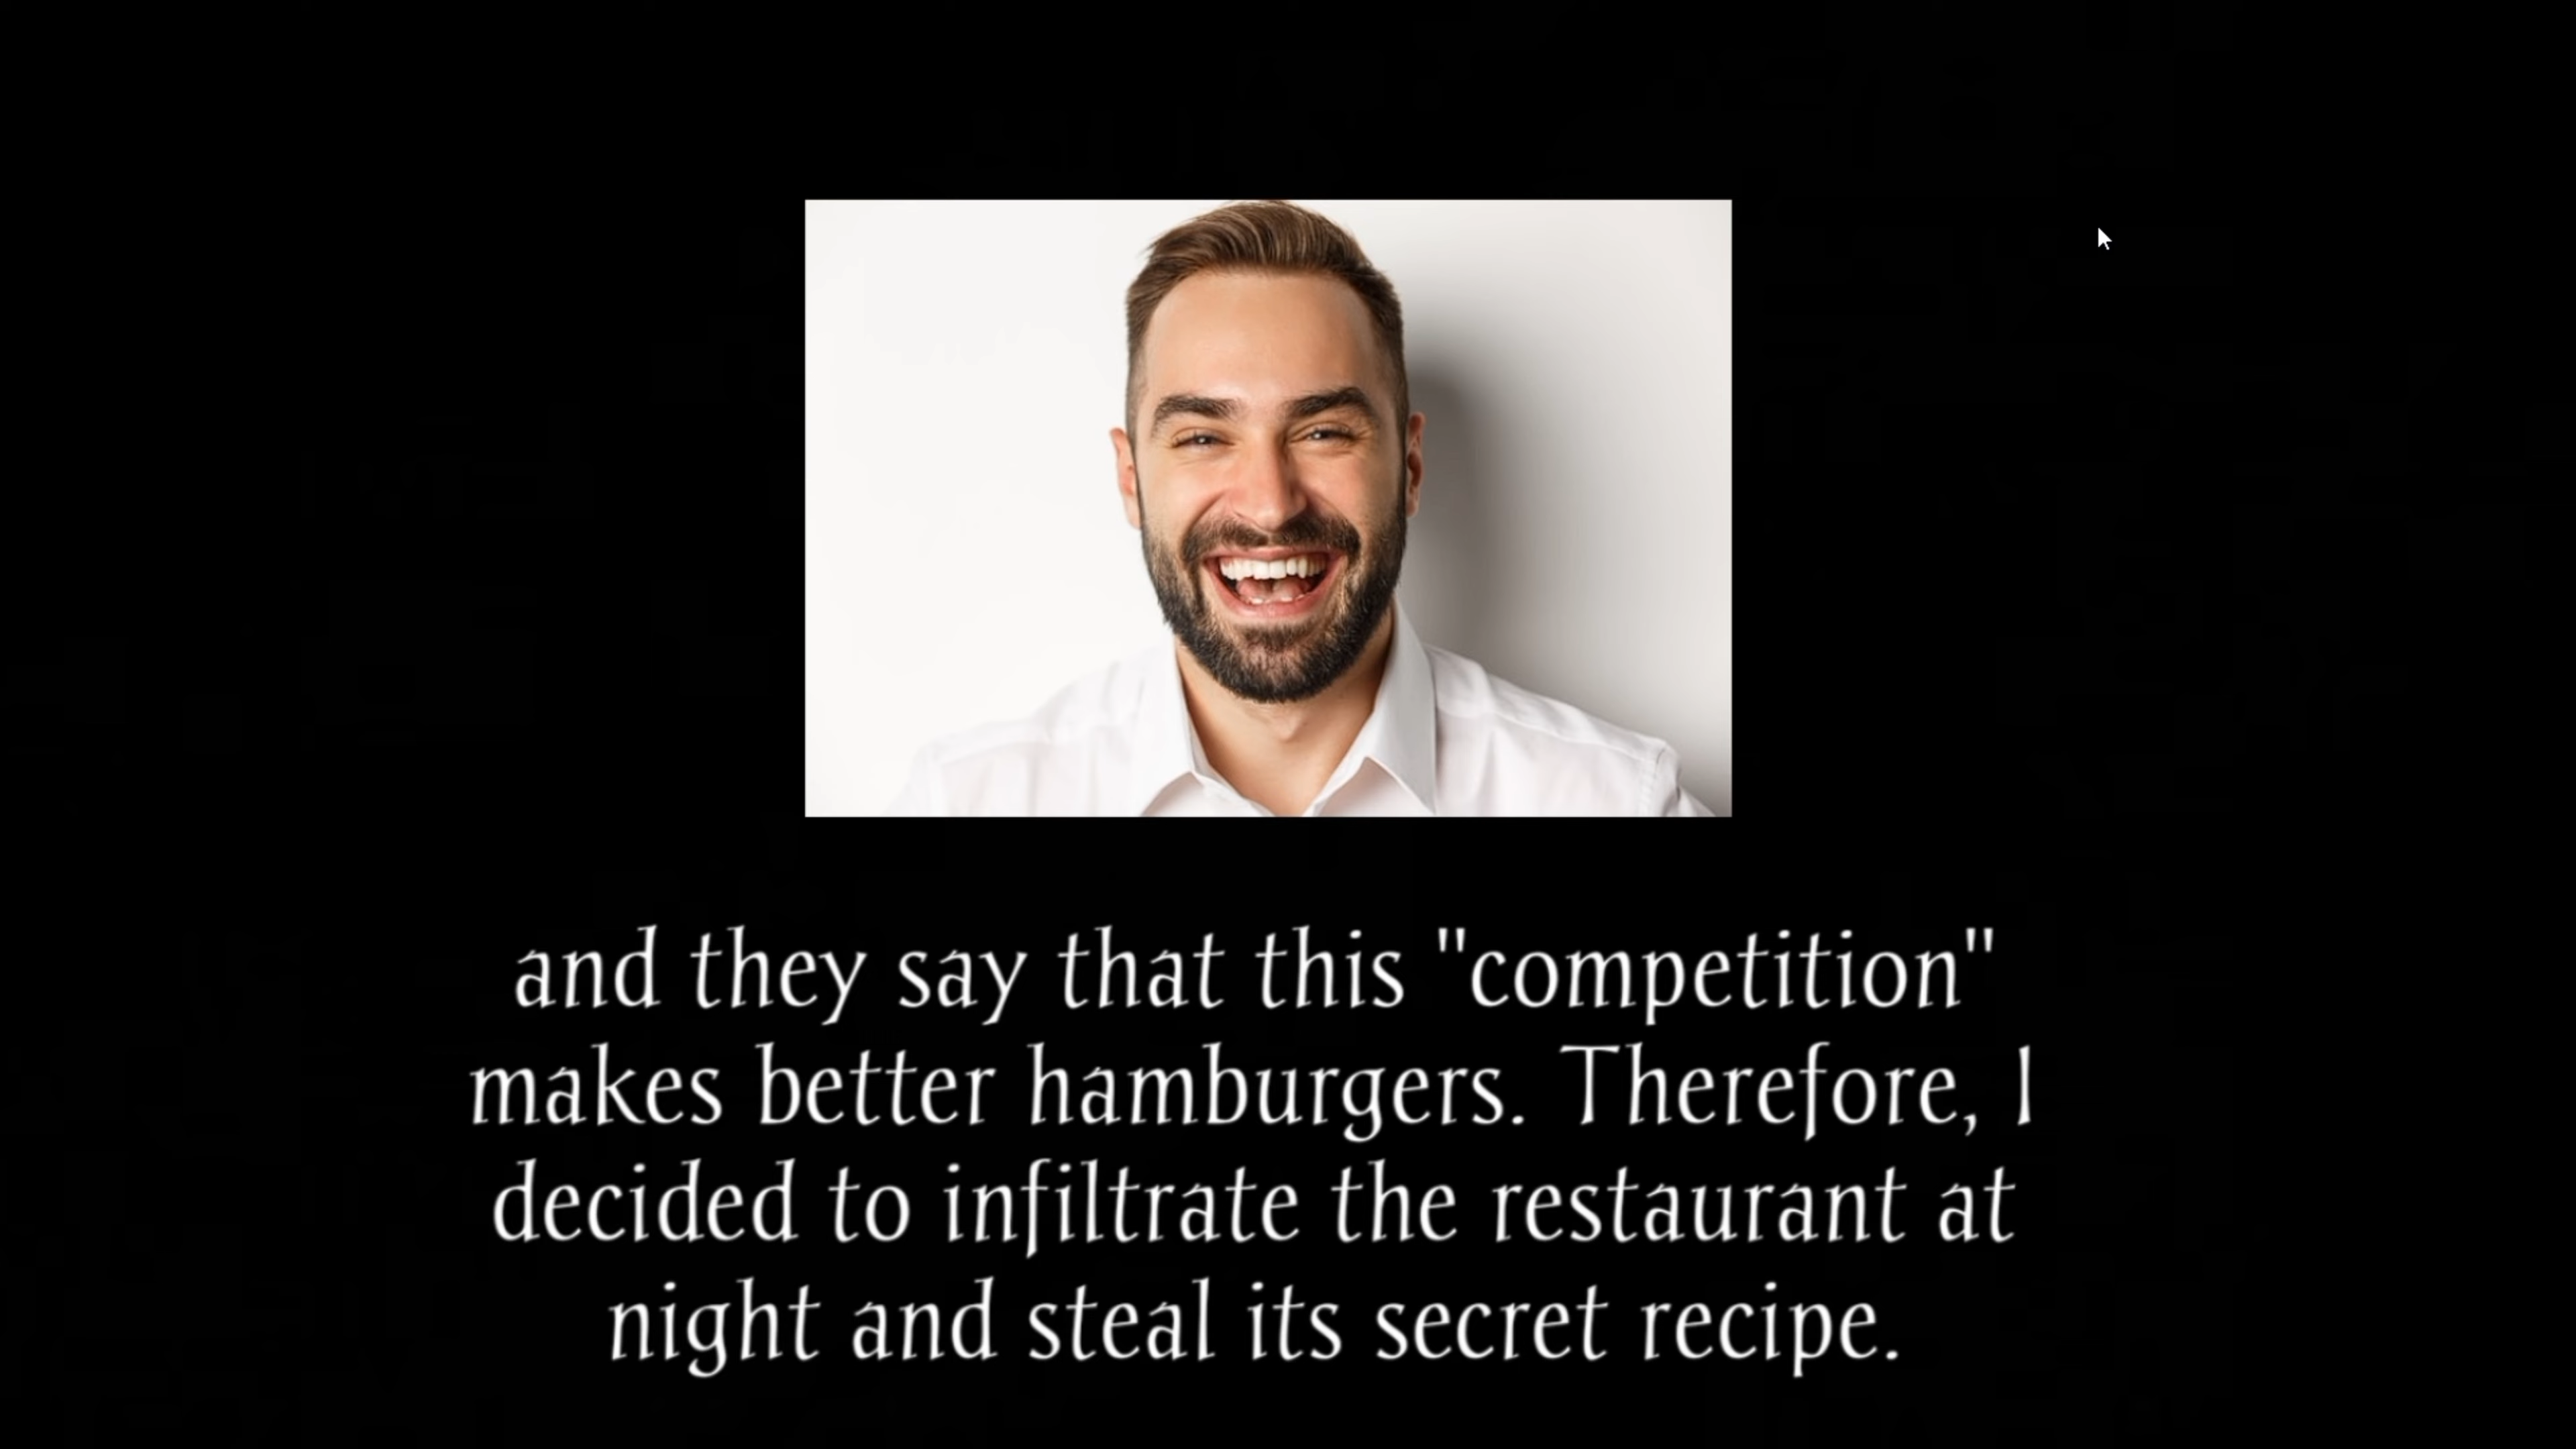 and they say that this "competition"
makes better hamburgers. Therefore, I
decided to infiltrate the restaurant at
night and steal its secret recipe.